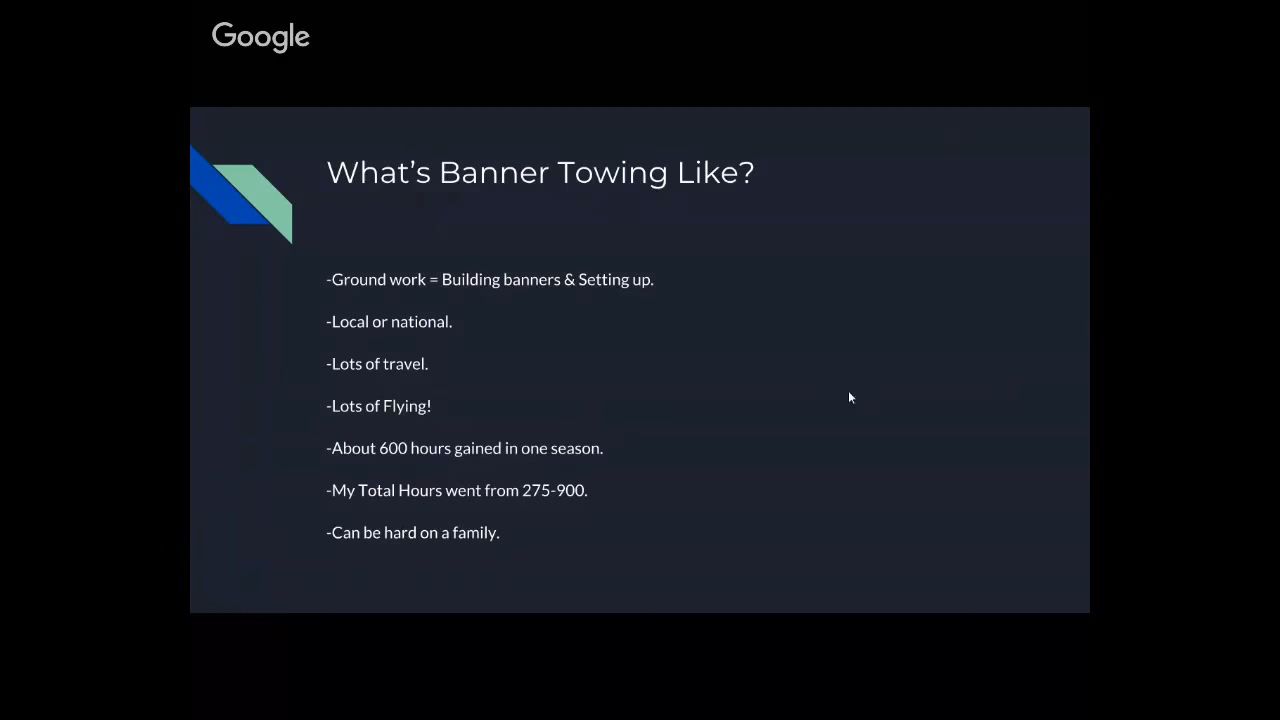 Google
What's Banner Towing Like?
-Ground work = Building banners & Setting up.
-Local or national.
-Lots of travel.
-Lots of Flying!
-About 600 hours gained in one season.
-My Total Hours went from 275-900.
-Can be hard on a family.